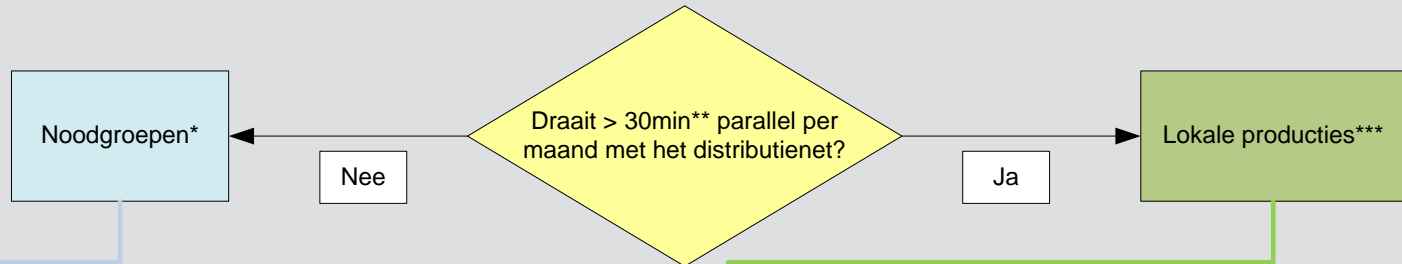 Noodgroepen*
Nee
Draait > 30min** parallel per
maand met het distributienet?
Ja
Lokale producties***